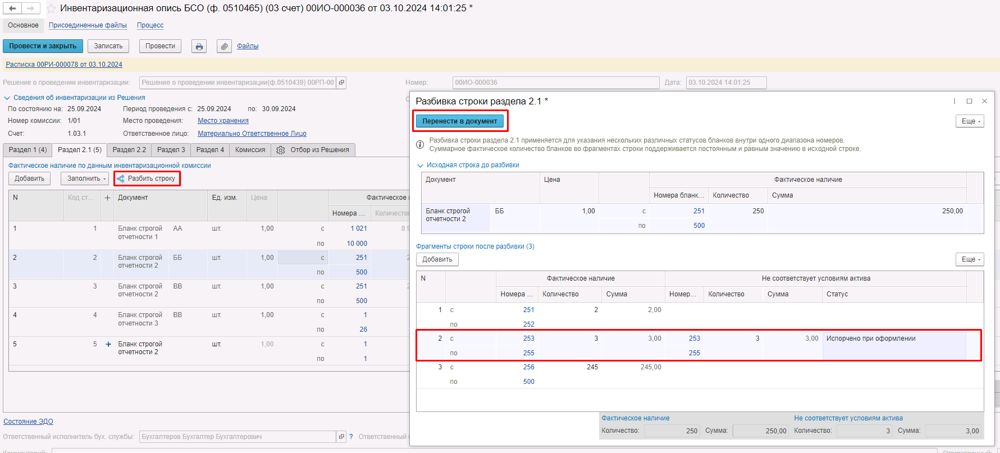 Инвентаризационная опись БСО (ф. 0510465) (03 счет) 00ИО-000036 от 03.10.2024 14:01:25 *
Основное Присоединенные файлы Процесс
Провести и закрыть Записать Провести Файлы
Расписка 00РИ-000078 от 03.10.2024
Решение о проведении инвентаризации: Решение о проведении инвентаризации(ф.0510439) 00РП-00 Номер: 00ИО-000036 Дата: 03.10.2024 14:01:25
Сведения об инвентаризации из Решения
По состоянию на: 25.09.2024 Период проведения с: 25.09.2024 по: 30.09.2024
Номер комиссии: 1/01 Место проведения: Место хранения
Счет: 1.03.1 Ответственное лицо: Материально Ответственное Лицо
Раздел 1 (4) Раздел 2.1 (5) Раздел 2.2 Раздел 3 Раздел 4 Комиссия Отбор из Решения
Фактическое наличие по данным инвентаризационной комиссии
Добавить Заполнить Разбить строку
N Код ст... + Документ Ед. изм. Цена Фактическое
Номера ... Количество
1 1 Бланк строгой АА шт. 1,00 с 1 021 8 9
отчетности 1
по 10 000
2 2 Бланк строгой ББ шт. 1,00 с 251 2
отчетности 2
по 500
3 3 Бланк строгой ВВ шт. 1,00 с 251 2
отчетности 2
по 500
4 4 Бланк строгой ВВ шт. 1,00 с 1
отчетности 3
по 26
5 5 + Бланк строгой шт. 1,00 с 1
отчетности 2
по 1
Состояние ЭДО
Ответственный исполнитель бух. службы: Бухгалтеров Бухгалтер Бухгалтерович ? Ответственный
Комментарий: Ответственный:
Разбивка строки раздела 2.1 *
Перенести в документ Еще
Разбивка строки раздела 2.1 применяется для указания нескольких различных статусов бланков внутри одного диапазона номеров.
Суммарное фактическое количество бланков во фрагментах строки поддерживается постоянным и равным значению в исходной строке.
Исходная строка до разбивки
Документ Цена Фактическое наличие
Номера бланк... Количество Сумма
Бланк строгой ББ 1,00 с 251 250 250,00
отчетности 2
по 500
Фрагменты строки после разбивки (3)
Добавить Еще
N Фактическое наличие Не соответствует условиям актива
Номера ... Количество Сумма Номер... Количество Сумма Статус
1 с 251 2 2,00
по 252
2 с 253 3 3,00 253 3 3,00 Испорчено при оформлении
по 255 255
3 с 256 245 245,00
по 500
Фактическое наличие Не соответствует условиям актива
Количество: 250 Сумма: 250,00 Количество: 3 Сумма: 3,00